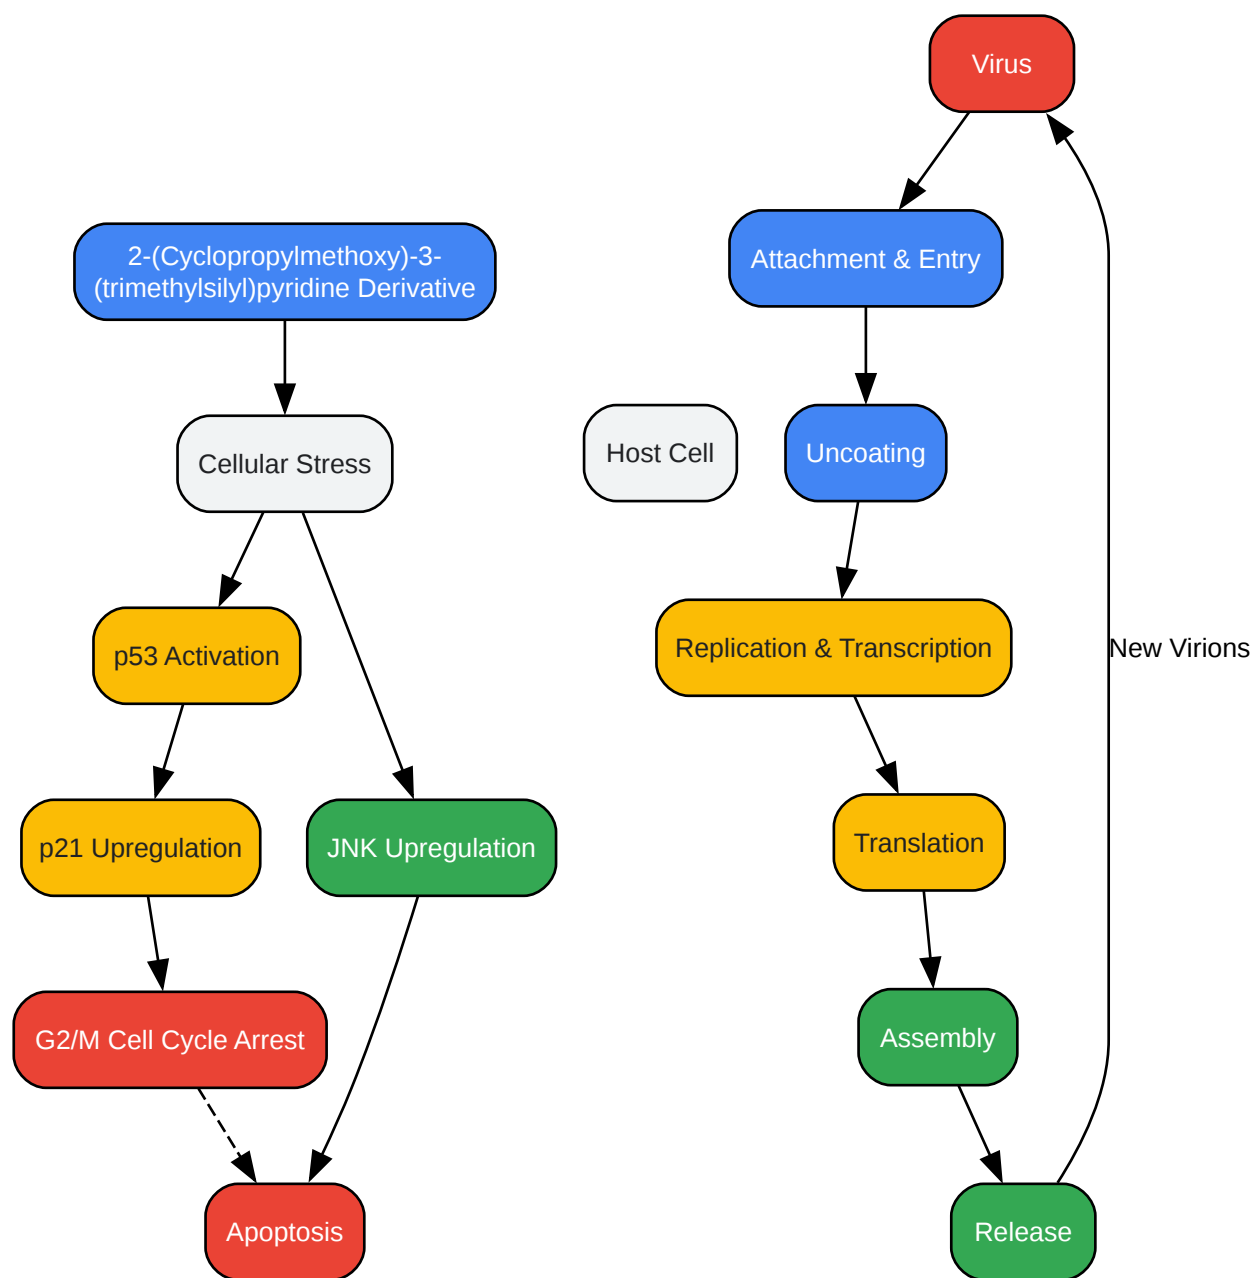 Virus
2-(Cyclopropylmethoxy)-3-
(trimethylsilyl)pyridine Derivative
Attachment & Entry
Cellular Stress
Host Cell
Uncoating
p53 Activation
Replication & Transcription
New Virions
p21 Upregulation
JNK Upregulation
Translation
G2/M Cell Cycle Arrest
Assembly
Apoptosis
Release